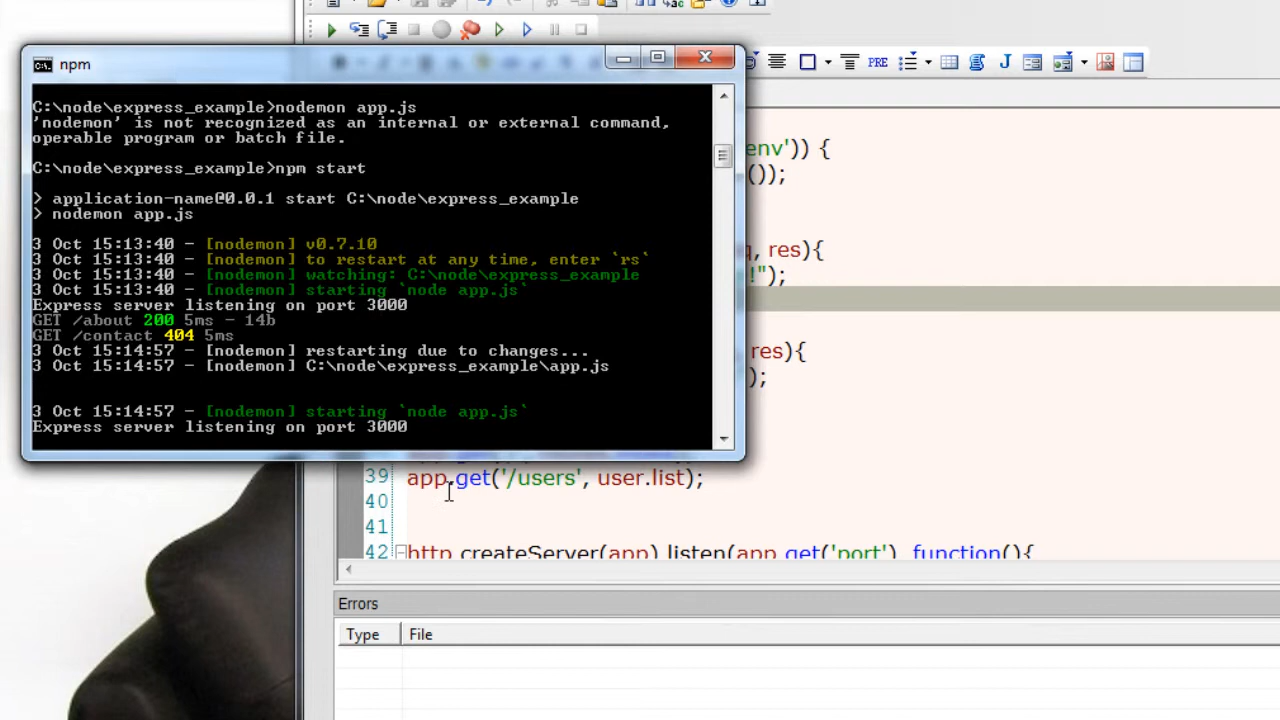 npm
C:\node\express_example>nodemon app.js
'nodemon' is not recognized as an internal or external command,
operable program or batch file.
C:\node\express_example>npm start
> application-name@0.0.1 start C:\node\express_example
> nodemon app.js
3 Oct 15:13:40 - [nodemon] v0.7.10
3 Oct 15:13:40 - [nodemon] to restart at any time, enter `rs`
3 Oct 15:13:40 - [nodemon] watching: C:\node\express_example
3 Oct 15:13:40 - [nodemon] starting `node app.js`
Express server listening on port 3000
GET /about 200 5ms - 14b
GET /contact 404 5ms
3 Oct 15:14:57 - [nodemon] restarting due to changes...
3 Oct 15:14:57 - [nodemon] C:\node\express_example\app.js
3 Oct 15:14:57 - [nodemon] starting `node app.js`
Express server listening on port 3000
PRE
J
env')) {
());
, res){
!");
res){
);
39 app.get('/users', user.list);
40
41
42 http.createServer(app).listen(app.get('port'), function(){
Errors
Type File